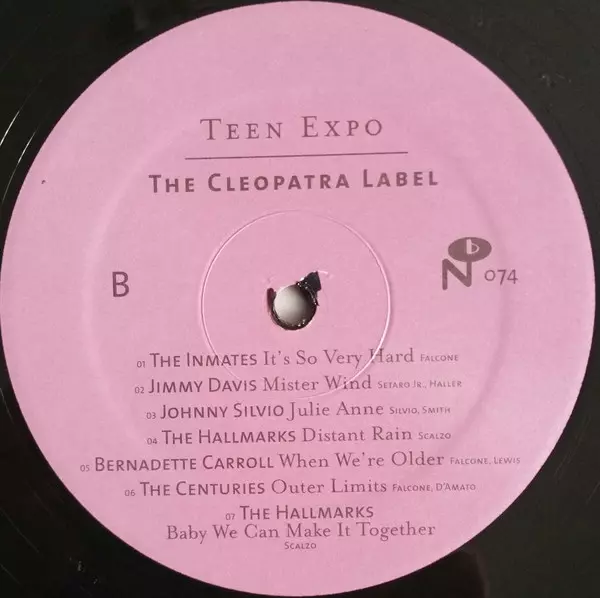 TEEN EXPO
THE CLEOPATRA LABEL
B
N b 074
01 THE INMATES It's So Very Hard FALCONE
02 JIMMY DAVIS Mister Wind SETARO JR., HALLER
03 JOHNNY SILVIO Julie Anne SILVIO, SMITH
04 THE HALLMARKS Distant Rain SCALZO
05 BERNADETTE CARROLL When We're Older FALCONE, LEWIS
06 THE CENTURIES Outer Limits FALCONE, D'AMATO
07 THE HALLMARKS
Baby We Can Make It Together
SCALZO